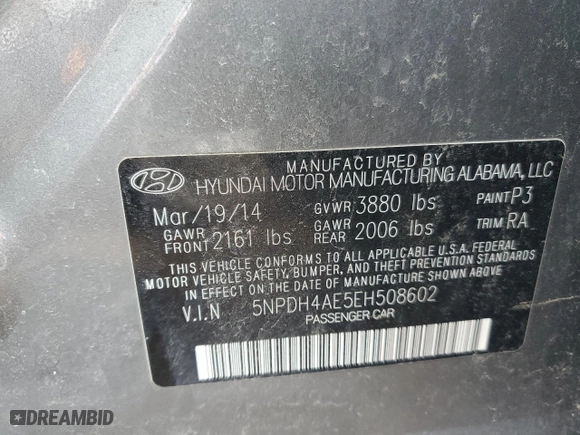 MANUFACTURED BY
HYUNDAI MOTOR MANUFACTURING ALABAMA, LLC
Mar/19/14 GVWR 3880 lbs PAINT P3
GAWR FRONT 2161 lbs GAWR REAR 2006 lbs TRIM RA
THIS VEHICLE CONFORMS TO ALL APPLICABLE U.S.A. FEDERAL
MOTOR VEHICLE SAFETY, BUMPER, AND THEFT PREVENTION STANDARDS
IN EFFECT ON THE DATE OF MANUFACTURE SHOWN ABOVE
V.I.N 5NPDH4AE5EH508602
PASSENGER CAR
DREAMBID